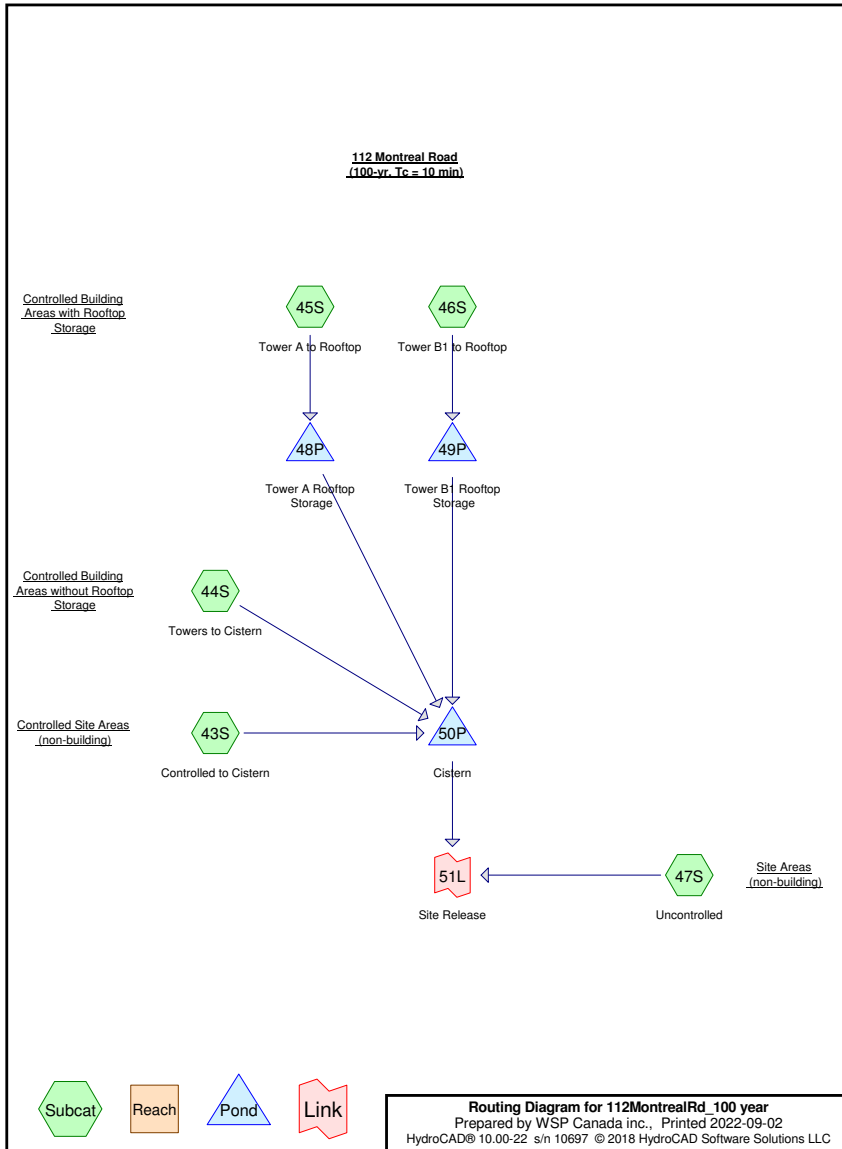 112 Montreal Road
(100-yr, Tc = 10 min)
Controlled Building
Areas with Rooftop
Storage
45S
Tower A to Rooftop
46S
Tower B1 to Rooftop
48P
Tower A Rooftop
Storage
49P
Tower B1 Rooftop
Storage
Controlled Building
Areas without Rooftop
Storage
44S
Towers to Cistern
Controlled Site Areas
(non-building)
43S
Controlled to Cistern
50P
Cistern
51L
Site Release
47S
Uncontrolled
Site Areas
(non-building)
Subcat
Reach
Pond
Link
Routing Diagram for 112MontrealRd_100 year
Prepared by WSP Canada inc., Printed 2022-09-02
HydroCAD® 10.00-22 s/n 10697 © 2018 HydroCAD Software Solutions LLC